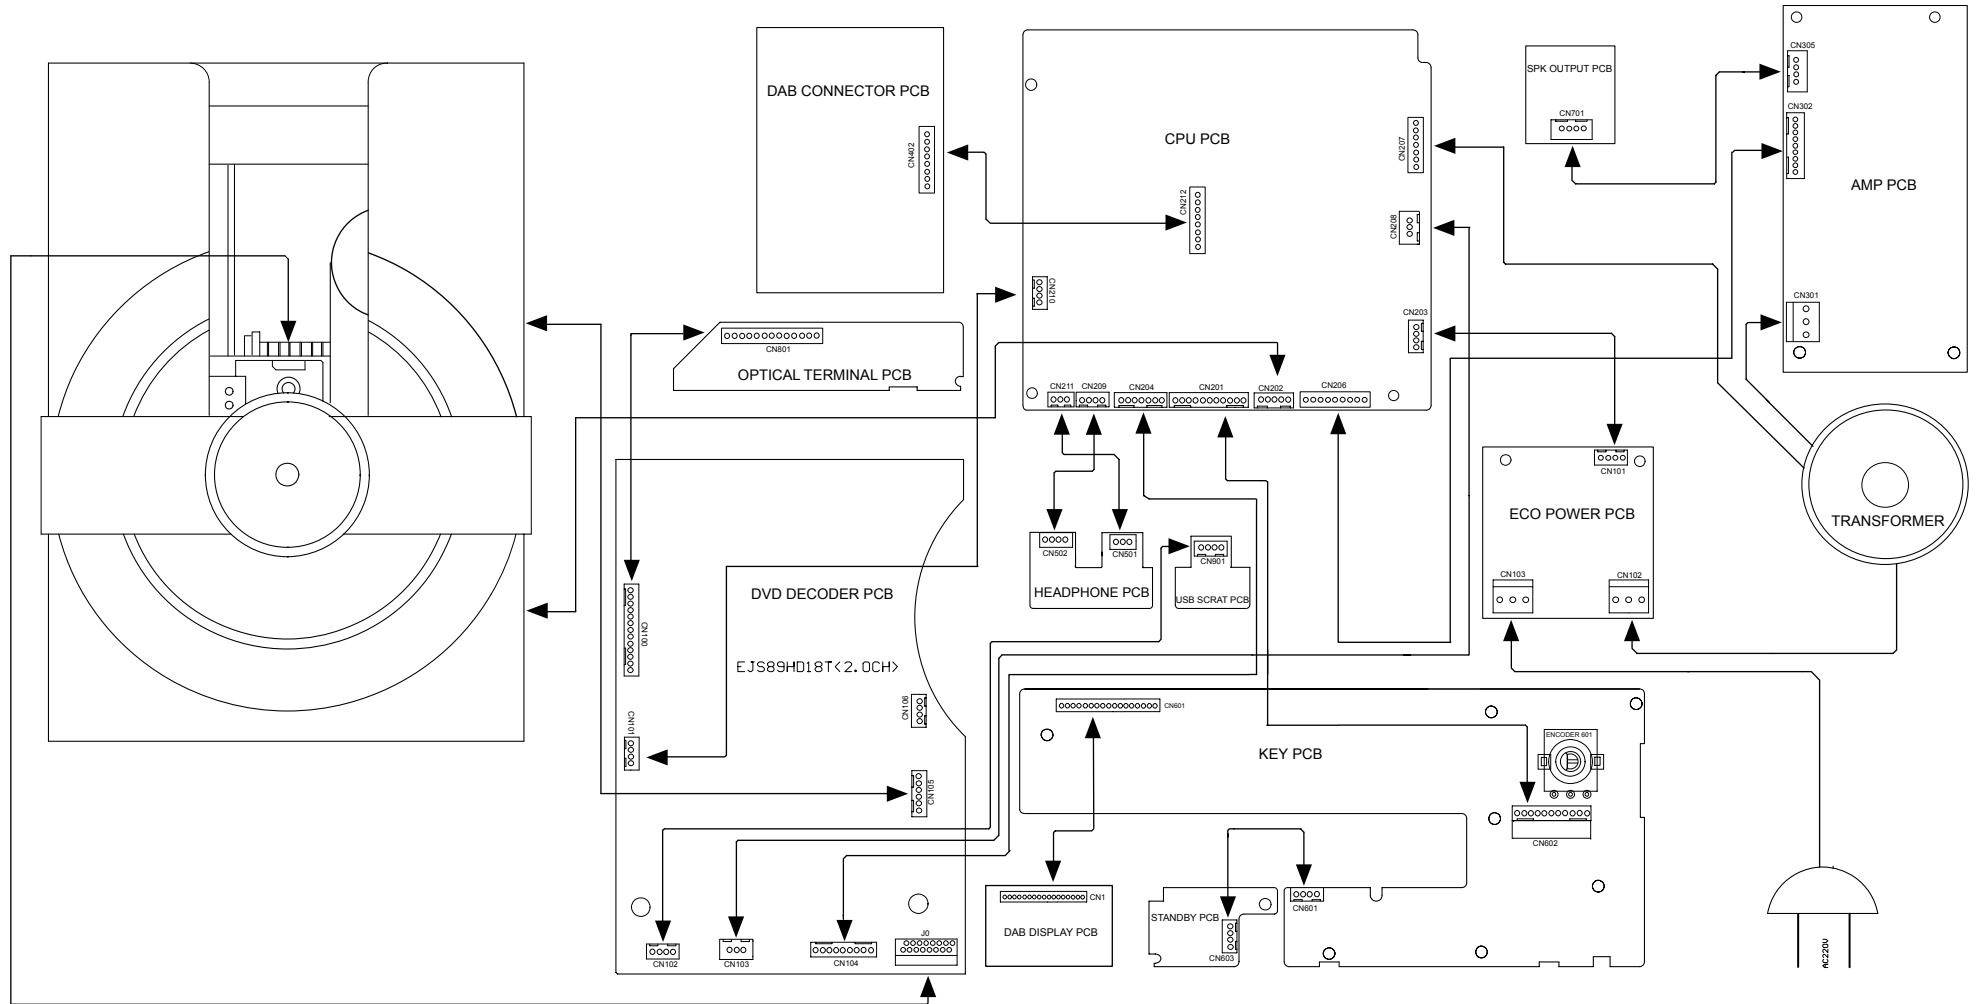 DAB CONNECTOR PCB
CN402
CPU PCB
CN212
CN207
CN208
CN210
CN203
CN211
CN209
CN204
CN201
CN202
CN206
SPK OUTPUT PCB
CN701
CN305
CN302
AMP PCB
CN301
CN801
OPTICAL TERMINAL PCB
CN101
ECO POWER PCB
CN103
CN102
TRANSFORMER
CN502
CN501
HEADPHONE PCB
CN901
USB SCRAT PCB
DVD DECODER PCB
CN100
EJS89HD18T<2.0CH>
CN106
CN101
CN105
CN102
CN103
CN104
J0
CN601
KEY PCB
ENCODER 601
CN602
CN1
DAB DISPLAY PCB
STANDBY PCB
CN603
CN601
AC220V